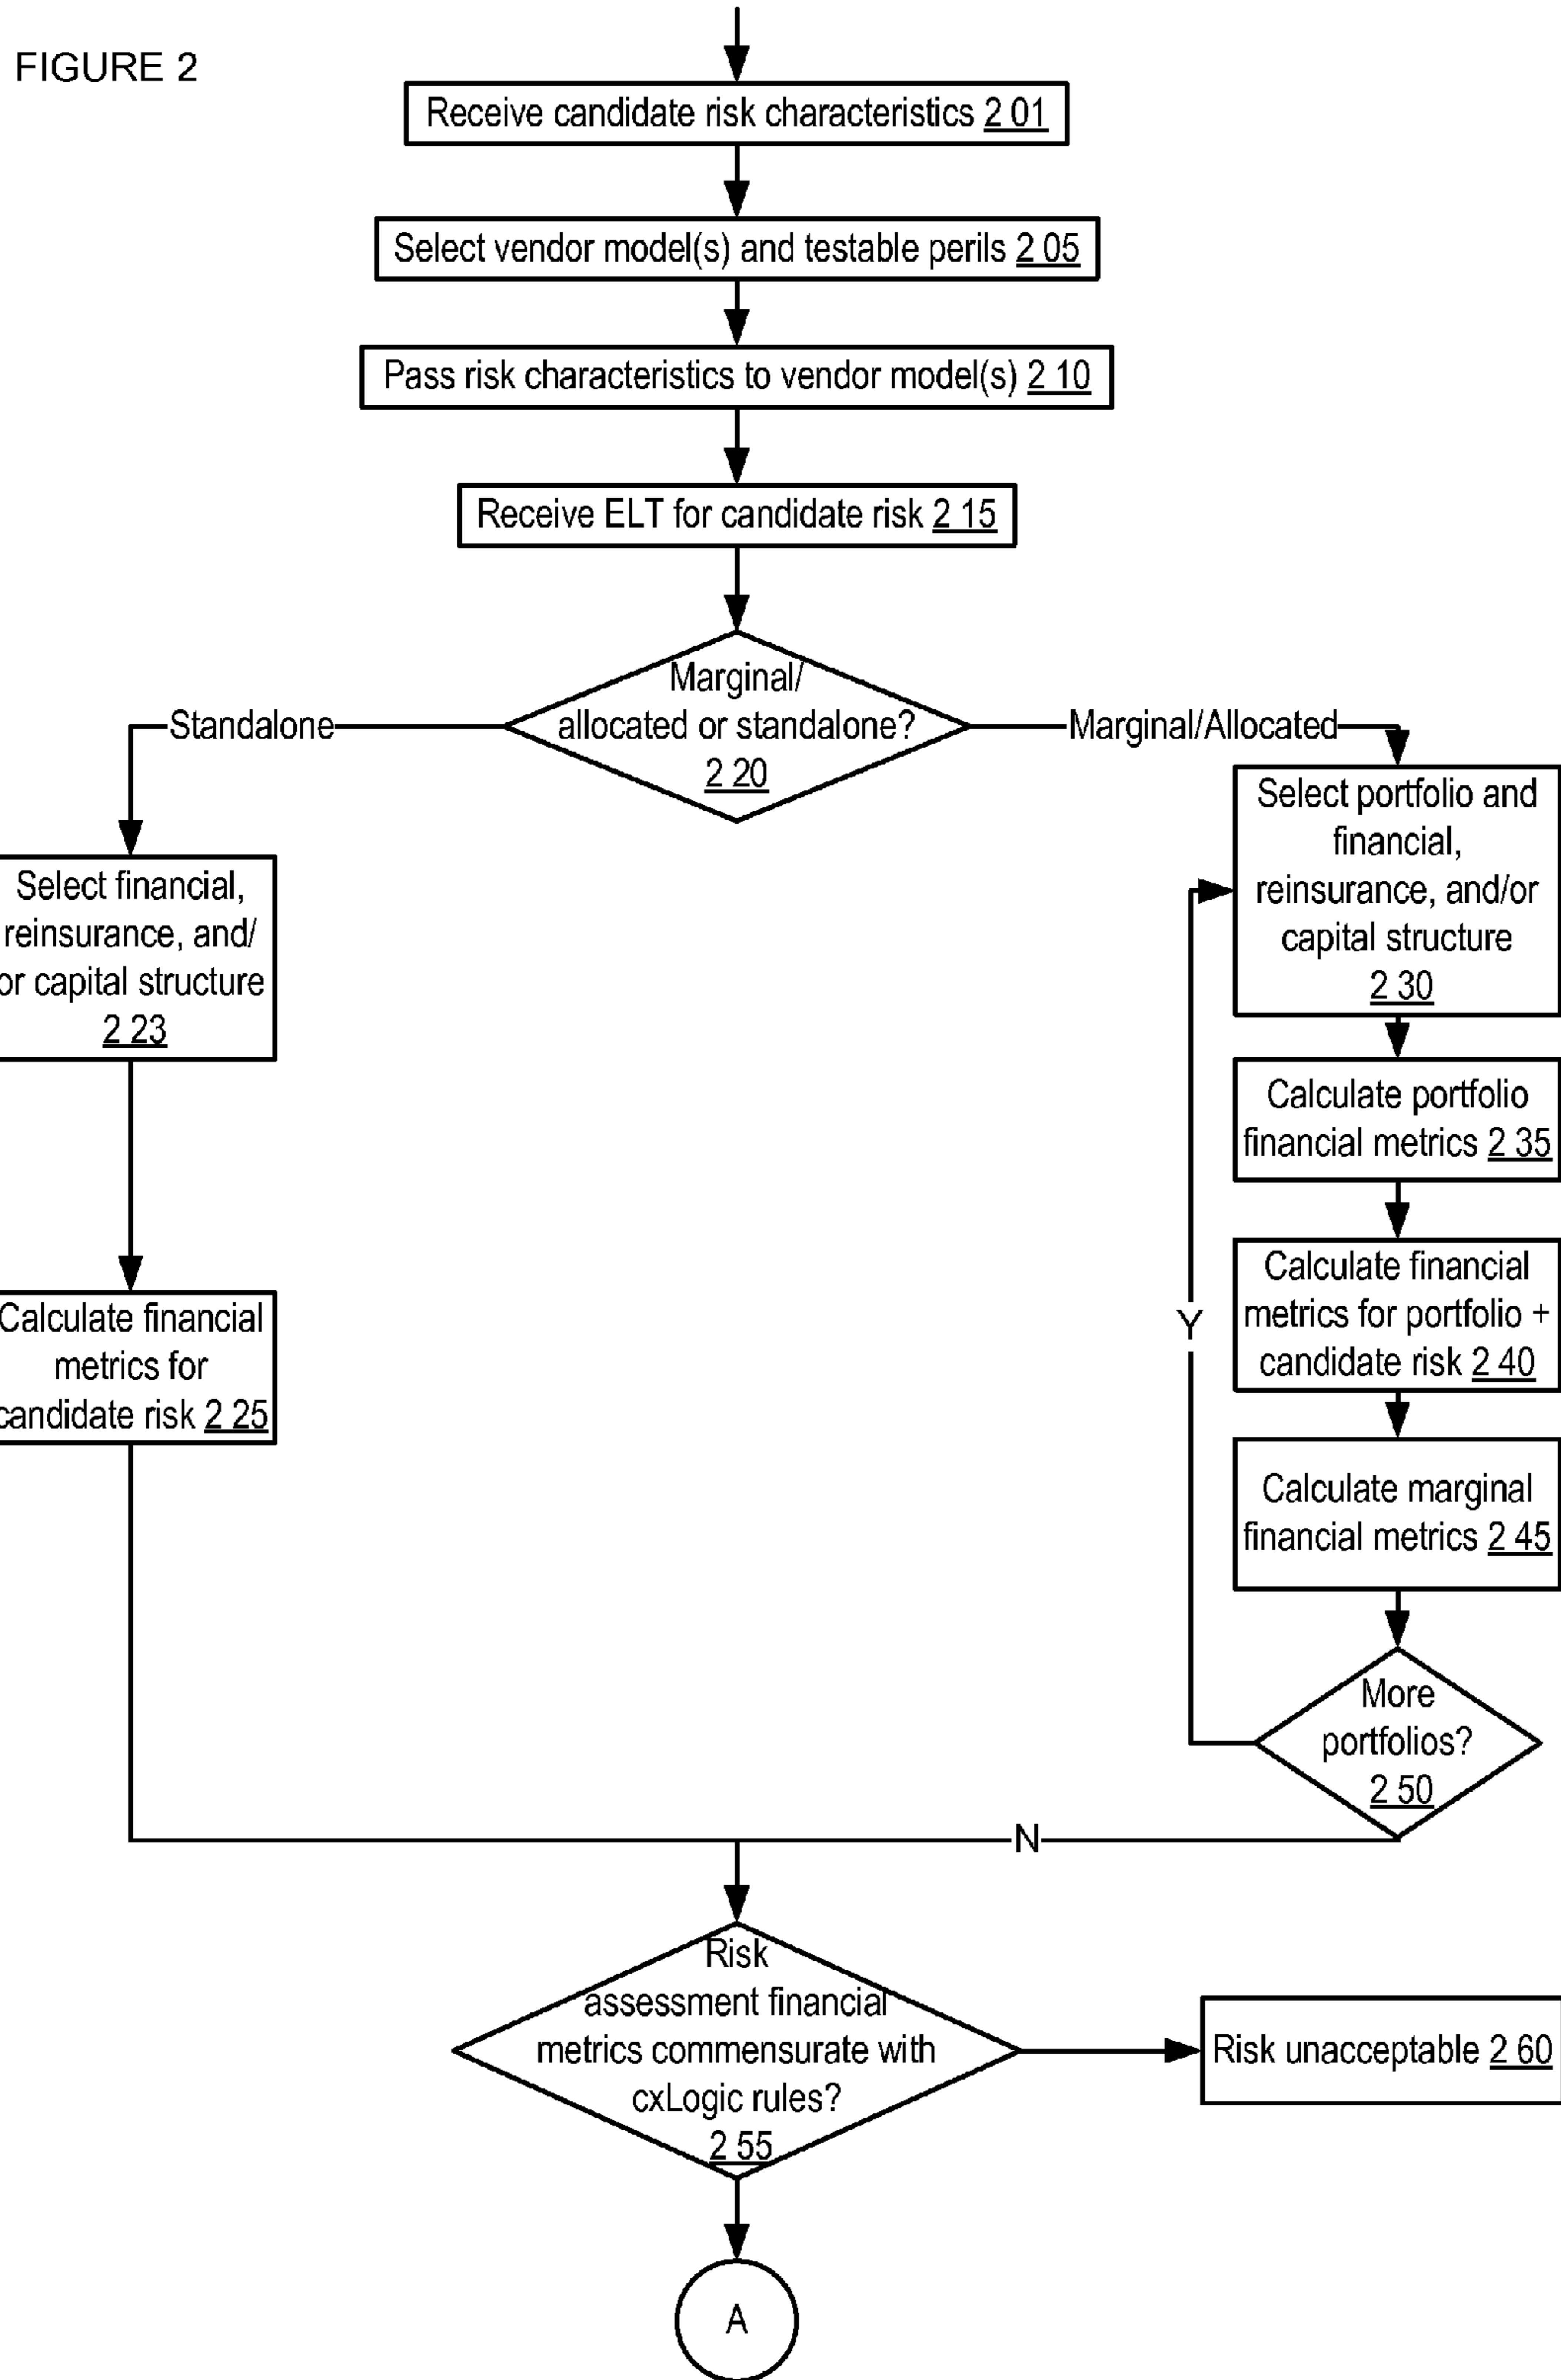 FIGURE 2
Receive candidate risk characteristics 2 01
Select vendor model(s) and testable perils 2 05
Pass risk characteristics to vendor model(s) 2 10
Receive ELT for candidate risk 2 15
Marginal/
allocated or standalone?
2 20
Standalone
Marginal/Allocated
Select financial,
reinsurance, and/
or capital structure
2 23
Calculate financial
metrics for
candidate risk 2 25
Select portfolio and
financial,
reinsurance, and/or
capital structure
2 30
Calculate portfolio
financial metrics 2 35
Calculate financial
metrics for portfolio +
candidate risk 2 40
Calculate marginal
financial metrics 2 45
More
portfolios?
2 50
Y
N
Risk
assessment financial
metrics commensurate with
cxLogic rules?
2 55
Risk unacceptable 2 60
A